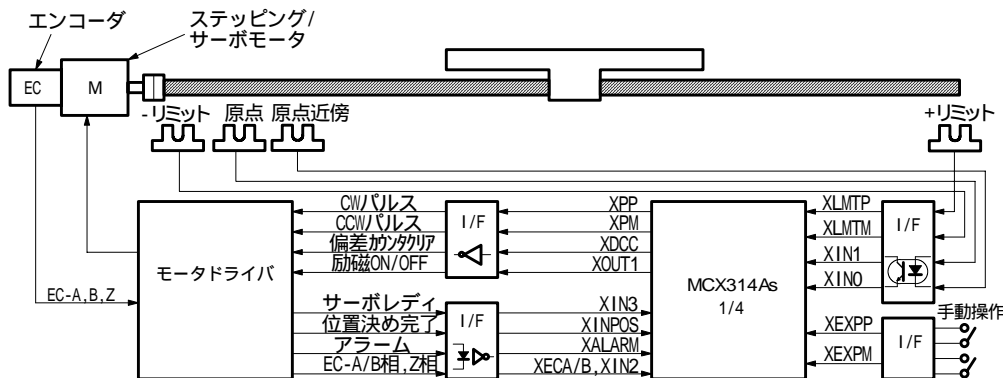 エンコーダ
ステッピング/
サーボモータ
EC
M
-リミット
原点
原点近傍
+リミット
CWパルス
CCWパルス
偏差カウンタクリア
励磁ON/OFF
I/F
XPP
XPM
XDCC
XOUT1
XLMTP
XLMTM
XIN1
XIN0
I/F
モータドライバ
MCX314As
1/4
EC-A,B,Z
サーボレディ
位置決め完了
アラーム
EC-A/B相,Z相
I/F
XIN3
XINPOS
XALARM
XECA/B,XIN2
XEXPP
XEXPM
I/F
手動操作